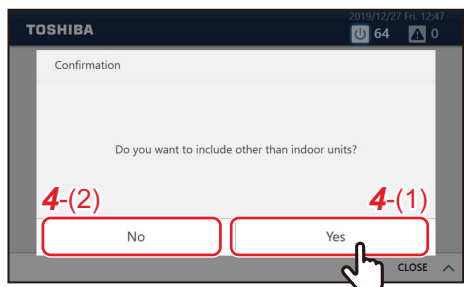 2019/12/27 Fri. 12:47
TOSHIBA
64 0
Confirmation
Do you want to include other than indoor units?
4-(2) 4-(1)
No Yes
CLOSE